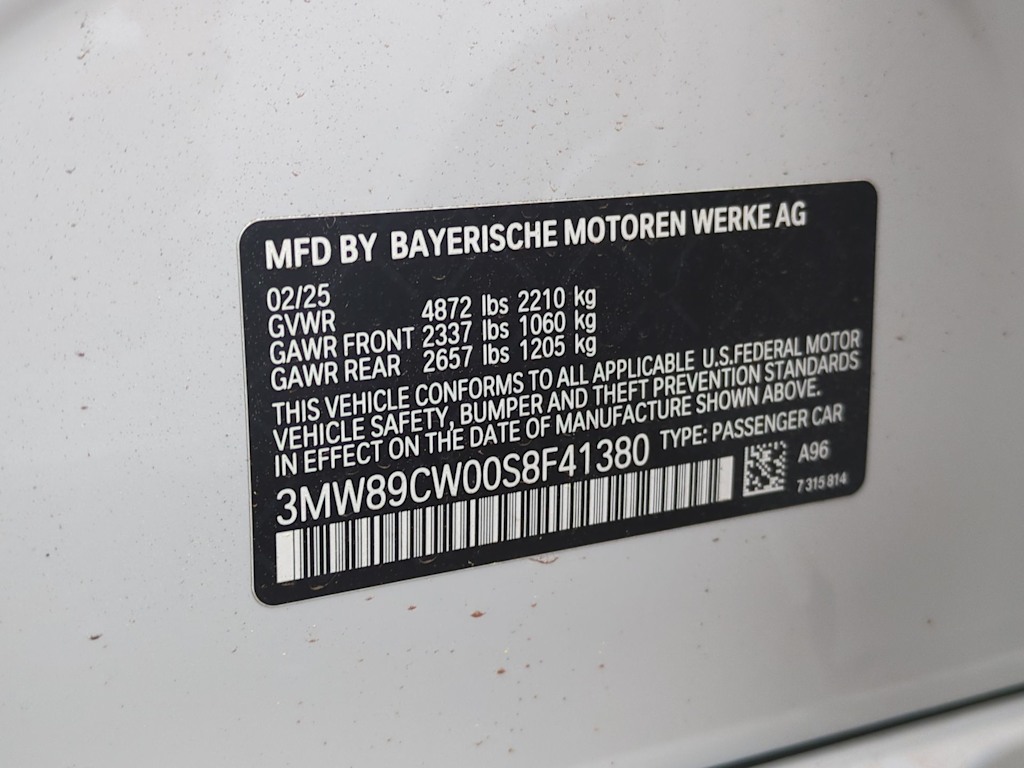 MFD BY BAYERISCHE MOTOREN WERKE AG
02/25
GVWR 4872 lbs 2210 kg
GAWR FRONT 2337 lbs 1060 kg
GAWR REAR 2657 lbs 1205 kg
THIS VEHICLE CONFORMS TO ALL APPLICABLE U.S.FEDERAL MOTOR
VEHICLE SAFETY, BUMPER AND THEFT PREVENTION STANDARDS
IN EFFECT ON THE DATE OF MANUFACTURE SHOWN ABOVE.
3MW89CW00S8F41380 TYPE: PASSENGER CAR
A96
7 315 814